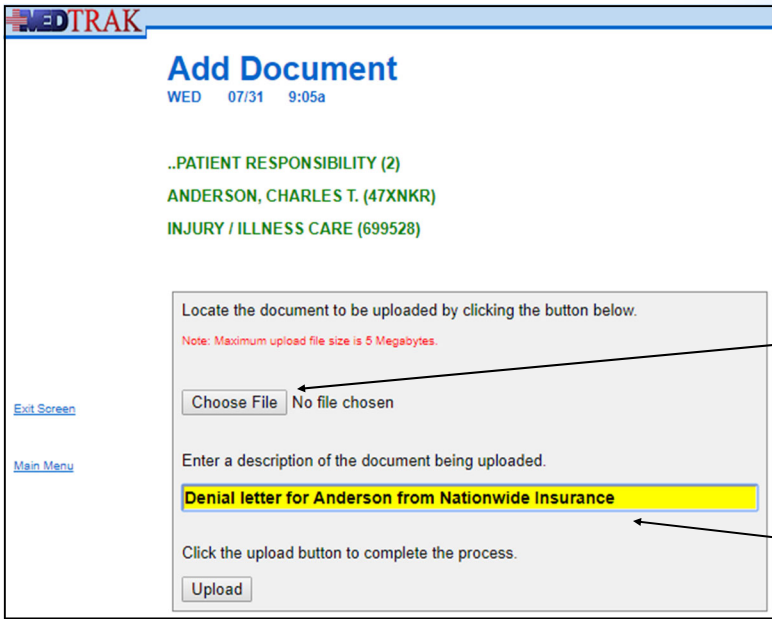 MEDTRAK
Add Document
WED 07/31 9:05a
..PATIENT RESPONSIBILITY (2)
ANDERSON, CHARLES T. (47XNKR)
INJURY / ILLNESS CARE (699528)
Locate the document to be uploaded by clicking the button below.
Note: Maximum upload file size is 5 Megabytes.
Choose File No file chosen
Exit Screen
Enter a description of the document being uploaded.
Main Menu
Denial letter for Anderson from Nationwide Insurance
Click the upload button to complete the process.
Upload